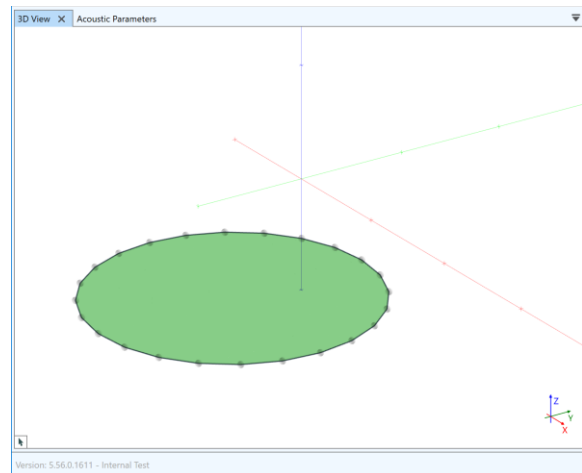 3D View X Acoustic Parameters
Z
Y
X
Version: 5.56.0.1611 - Internal Test